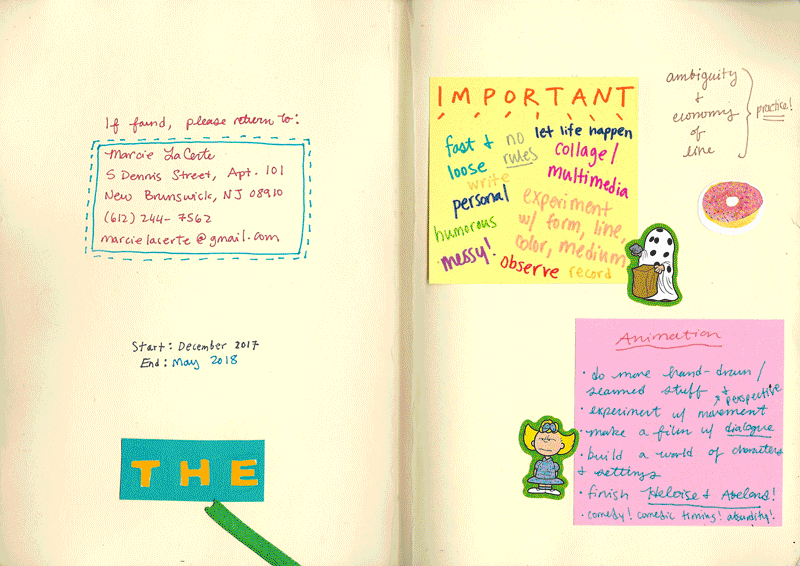 If found, please return to:
Marcie LaCerte
5 Dennis Street, Apt. 101
New Brunswick, NJ 08910
(612) 244-7562
marcielacerte@gmail.com
Start: December 2017
End: May 2018
THE
IMPORTANT
fast + loose
no rules
let life happen
collage/
multimedia
write
personal
experiment
w/ form, line,
color, medium
humorous
messy!
observe
record
ambiguity
+
economy
of
line
practice!
Animation
• do more hand-drawn/
scanned stuff + perspective
• experiment w/ movement
• make a film w/ dialogue
• build a world of characters
+ settings
• finish Heloise + Abelard!
• comedy! comedic timing! absurdity!